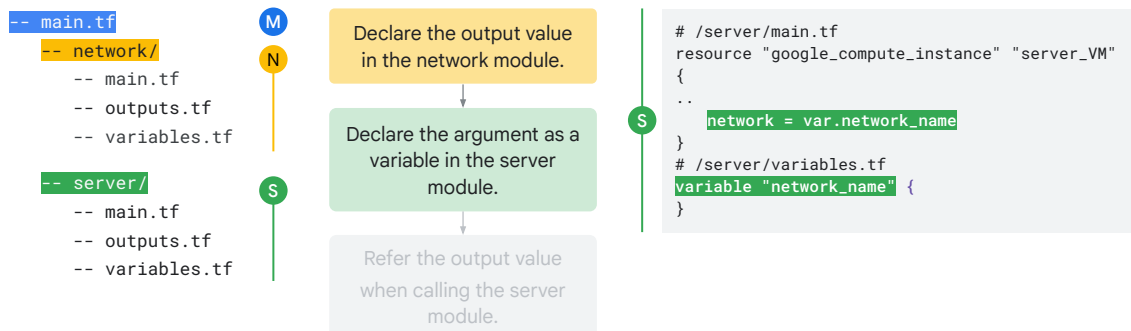 -- main.tf
M
-- network/
N
-- main.tf
-- outputs.tf
-- variables.tf
-- server/
S
-- main.tf
-- outputs.tf
-- variables.tf
Declare the output value
in the network module.
Declare the argument as a
variable in the server
module.
Refer the output value
when calling the server
module.
S
# /server/main.tf
resource "google_compute_instance" "server_VM"
{
..
network = var.network_name
}
# /server/variables.tf
variable "network_name" {
}